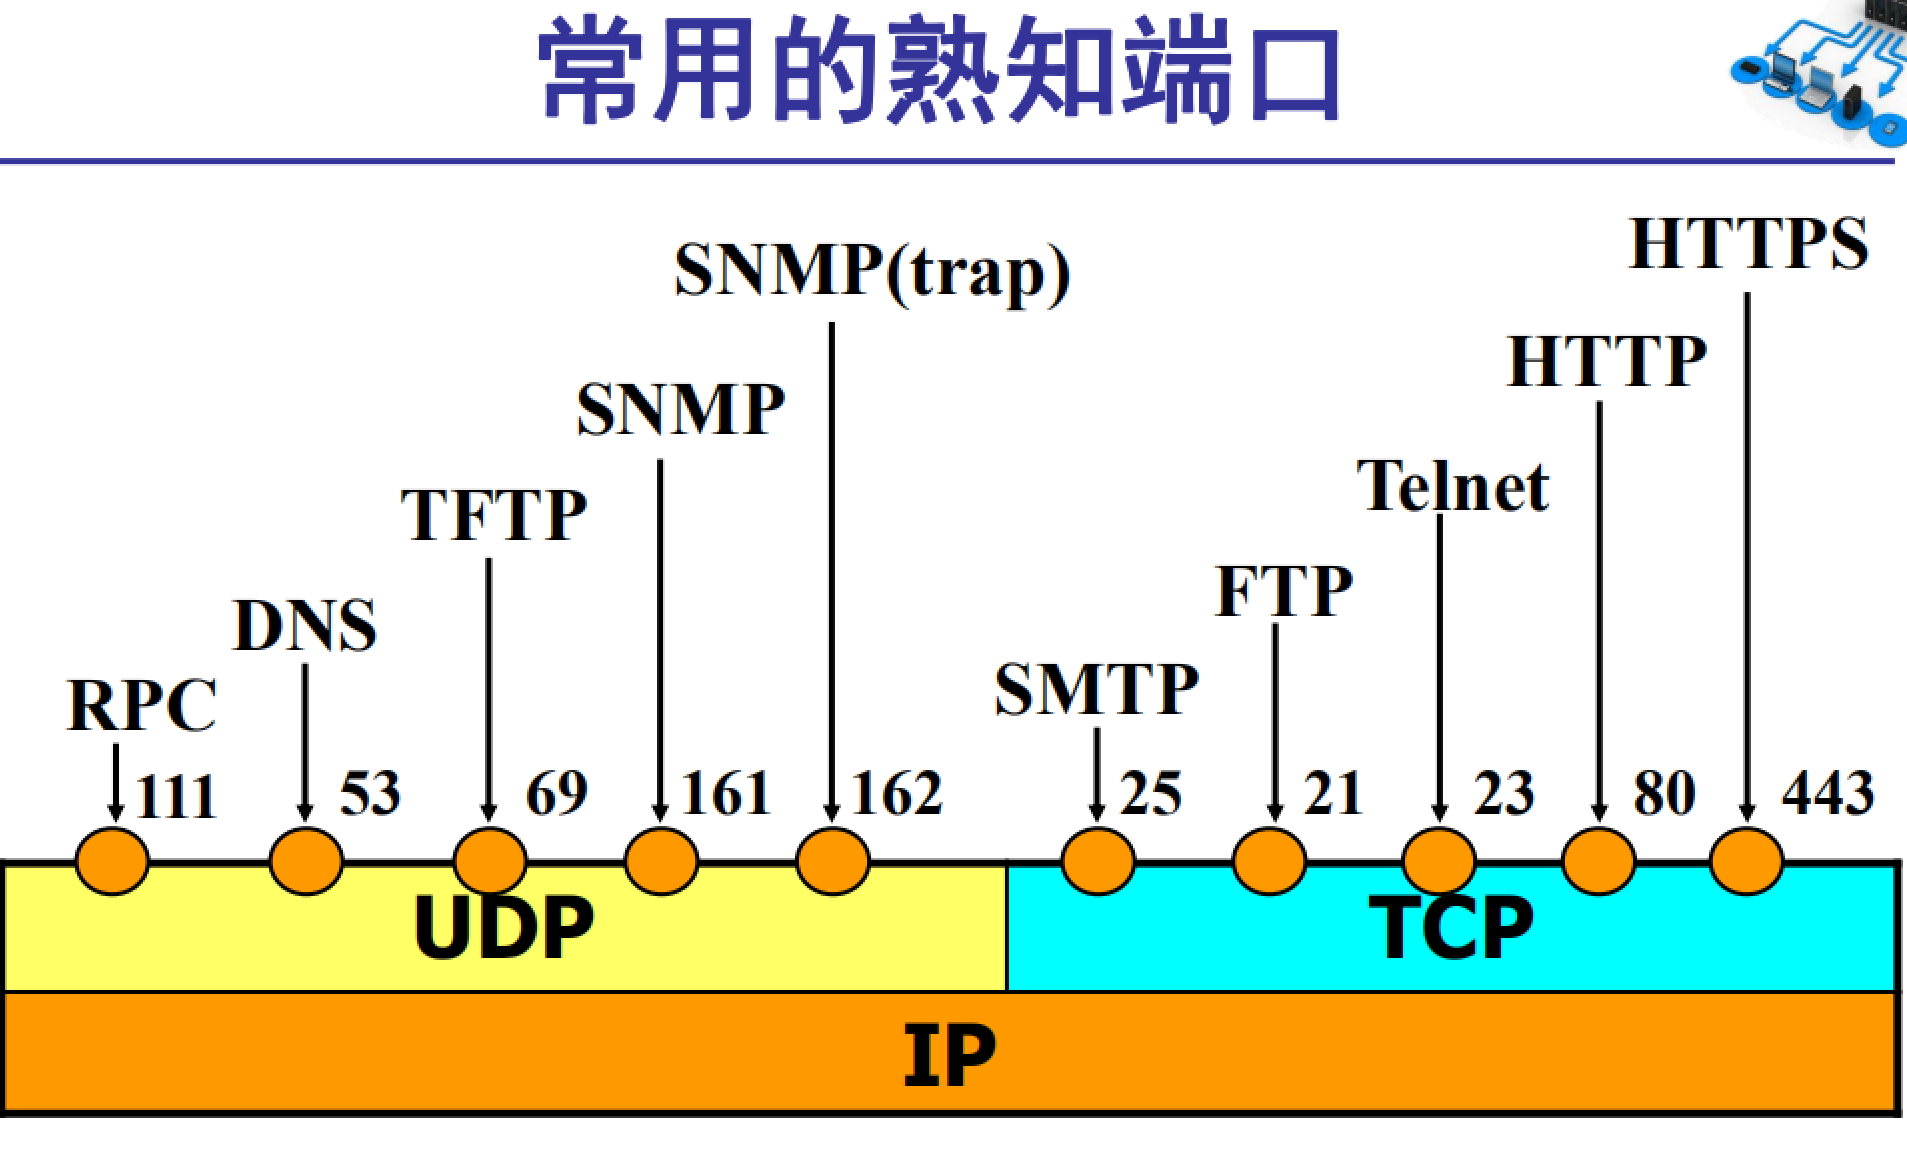 常用的熟知端口
HTTPS
SNMP(trap)
HTTP
SNMP
Telnet
TFTP
FTP
DNS
SMTP
RPC
111 53 69 161 162 25 21 23 80 443
UDP TCP
IP